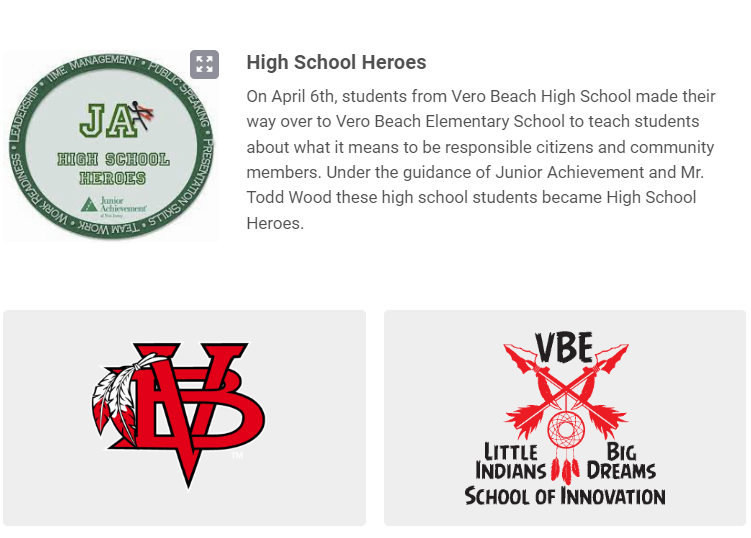 LEADERSHIP • TIME MANAGEMENT • PUBLIC SPEAKING •
PRESENTATION SKILLS • TEAM WORK • WORK READINESS •
JA
HIGH SCHOOL
HEROES
Junior
Achievement®
of New Jersey
High School Heroes
On April 6th, students from Vero Beach High School made their
way over to Vero Beach Elementary School to teach students
about what it means to be responsible citizens and community
members. Under the guidance of Junior Achievement and Mr.
Todd Wood these high school students became High School
Heroes.
VB
TM
VBE
LITTLE BIG
INDIANS DREAMS
SCHOOL OF INNOVATION